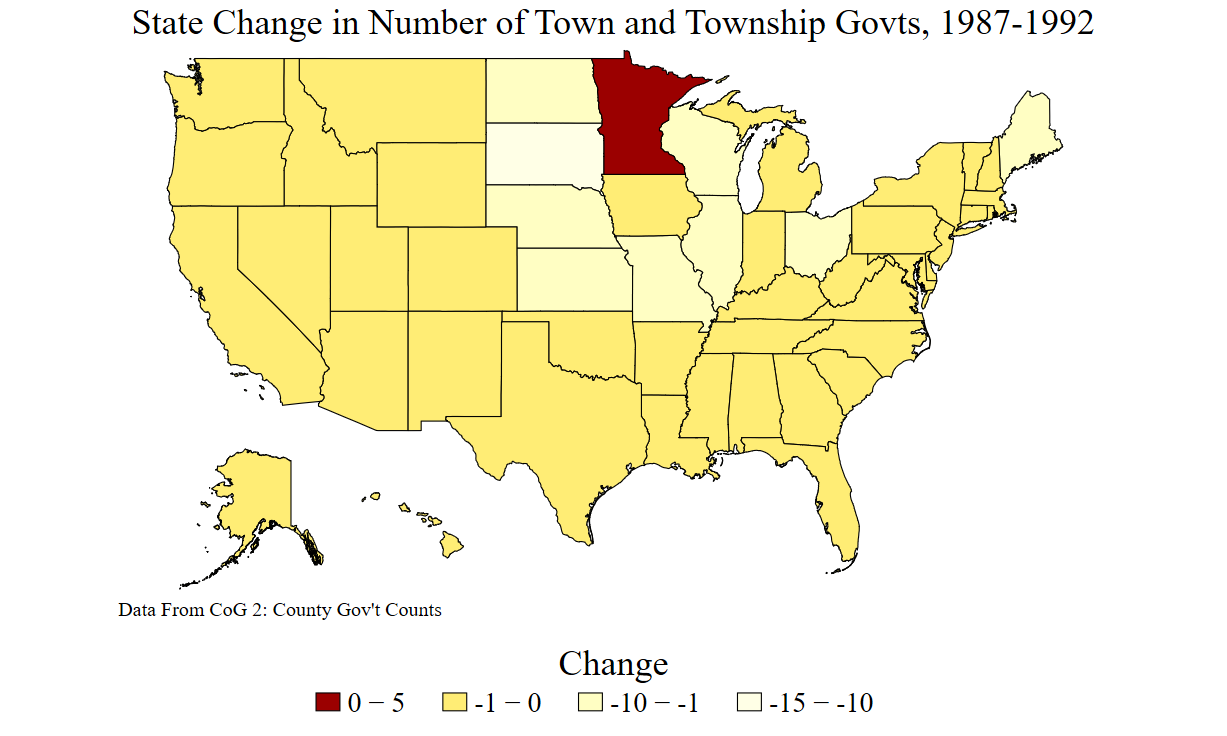 State Change in Number of Town and Township Govts, 1987-1992
Data From CoG 2: County Gov't Counts
Change
0 − 5 -1 − 0 -10 − -1 -15 − -10